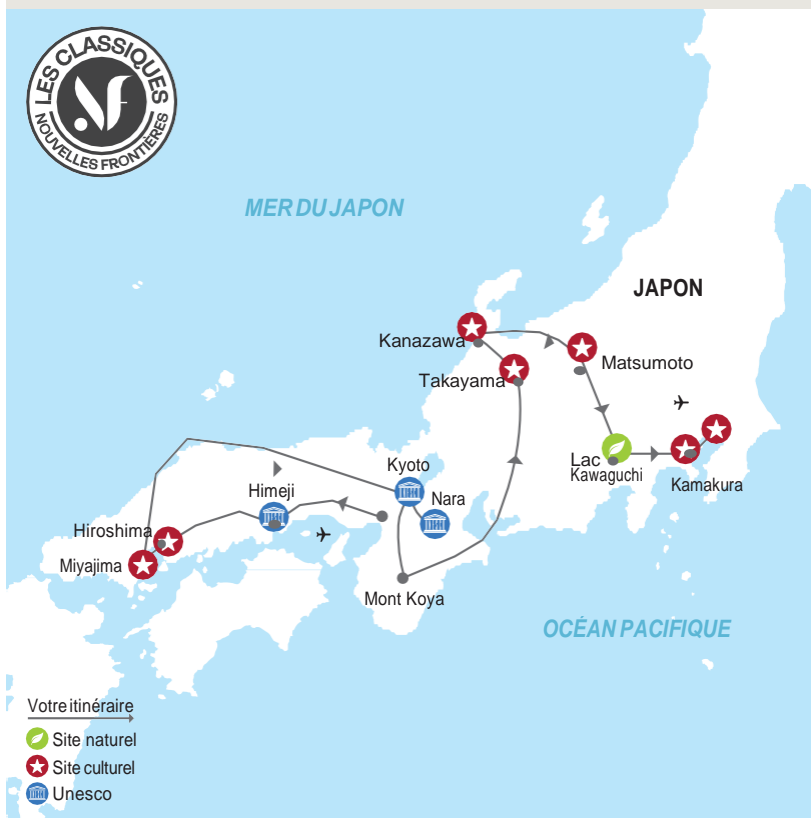 LES CLASSIQUES
NF
NOUVELLES FRONTIÈRES
MER DU JAPON
JAPON
Kanazawa
Matsumoto
Takayama
Lac
Kawaguchi
Kamakura
Kyoto
Nara
Himeji
Hiroshima
Miyajima
Mont Koya
OCÉAN PACIFIQUE
Votre itinéraire
Site naturel
Site culturel
Unesco